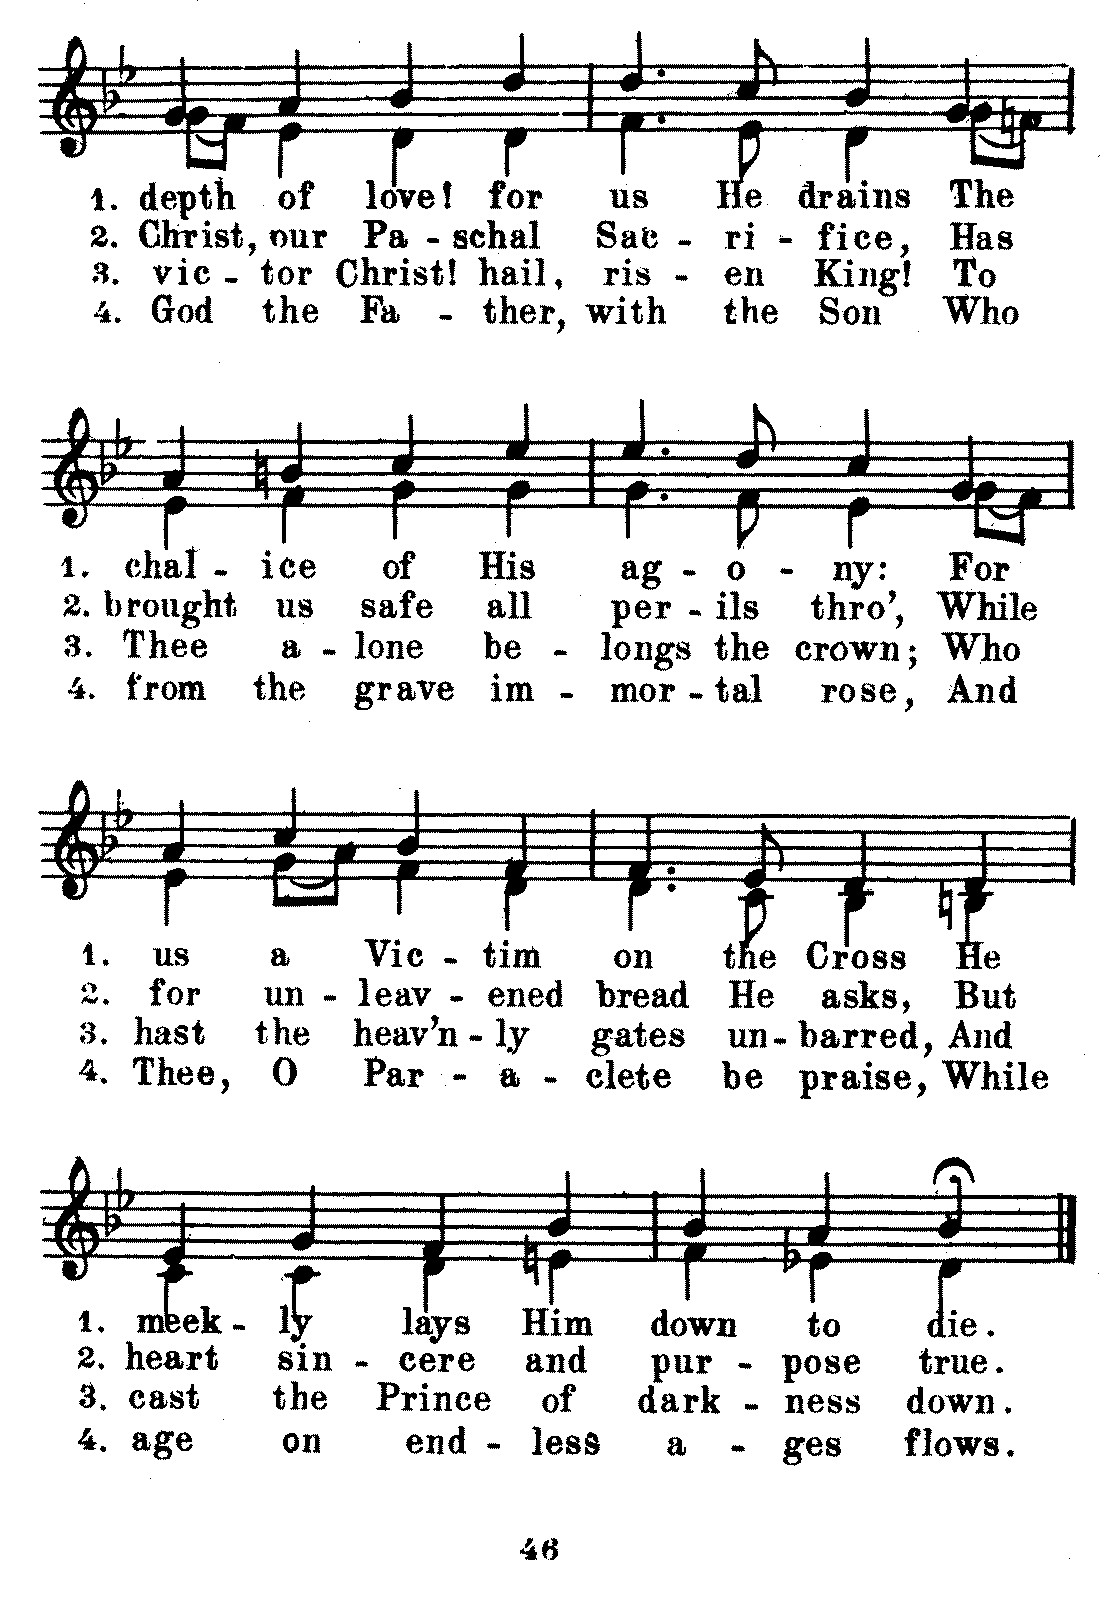 1. depth of love! for us He drains The
2. Christ, our Pa - schal Sac - ri - fice, Has
3. vic - tor Christ! hail, ris - en King! To
4. God the Fa - ther, with the Son Who
1. chal - ice of His ag - o - ny: For
2. brought us safe all per - ils thro', While
3. Thee a - lone be - longs the crown; Who
4. from the grave im - mor - tal rose, And
1. us a Vic - tim on the Cross He
2. for un - leav - ened bread He asks, But
3. hast the heav'n - ly gates un - barred, And
4. Thee, O Par - a - clete be praise, While
1. meek - ly lays Him down to die.
2. heart sin - cere and pur - pose true.
3. cast the Prince of dark - ness down.
4. age on end - less a - ges flows.
46